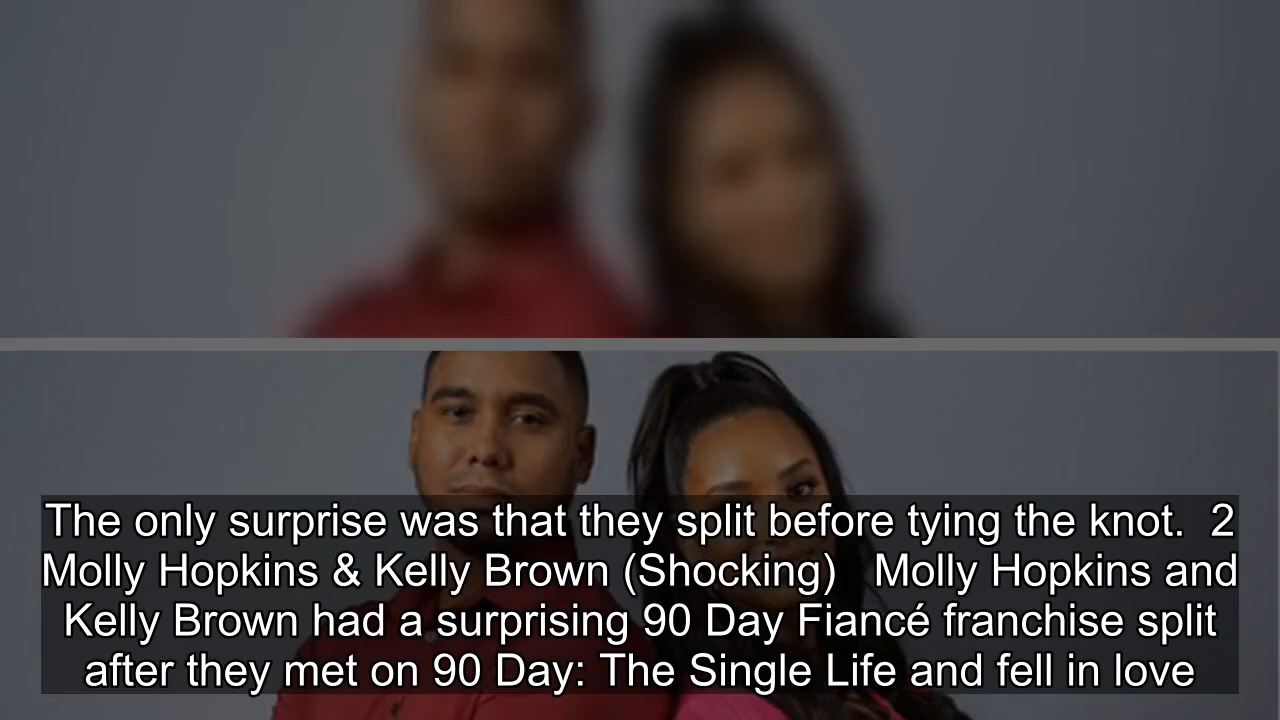 The only surprise was that they split before tying the knot.  2
Molly Hopkins & Kelly Brown (Shocking)   Molly Hopkins and
Kelly Brown had a surprising 90 Day Fiancé franchise split
after they met on 90 Day: The Single Life and fell in love